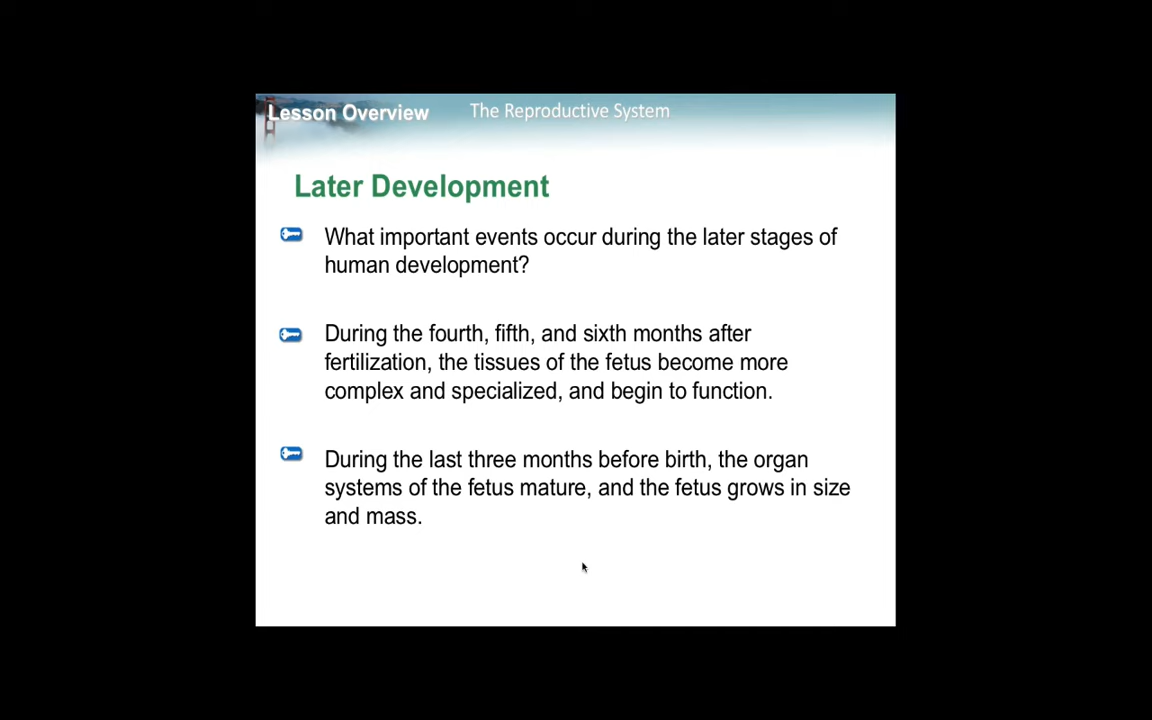 Lesson Overview The Reproductive System
Later Development
What important events occur during the later stages of
human development?
During the fourth, fifth, and sixth months after
fertilization, the tissues of the fetus become more
complex and specialized, and begin to function.
During the last three months before birth, the organ
systems of the fetus mature, and the fetus grows in size
and mass.